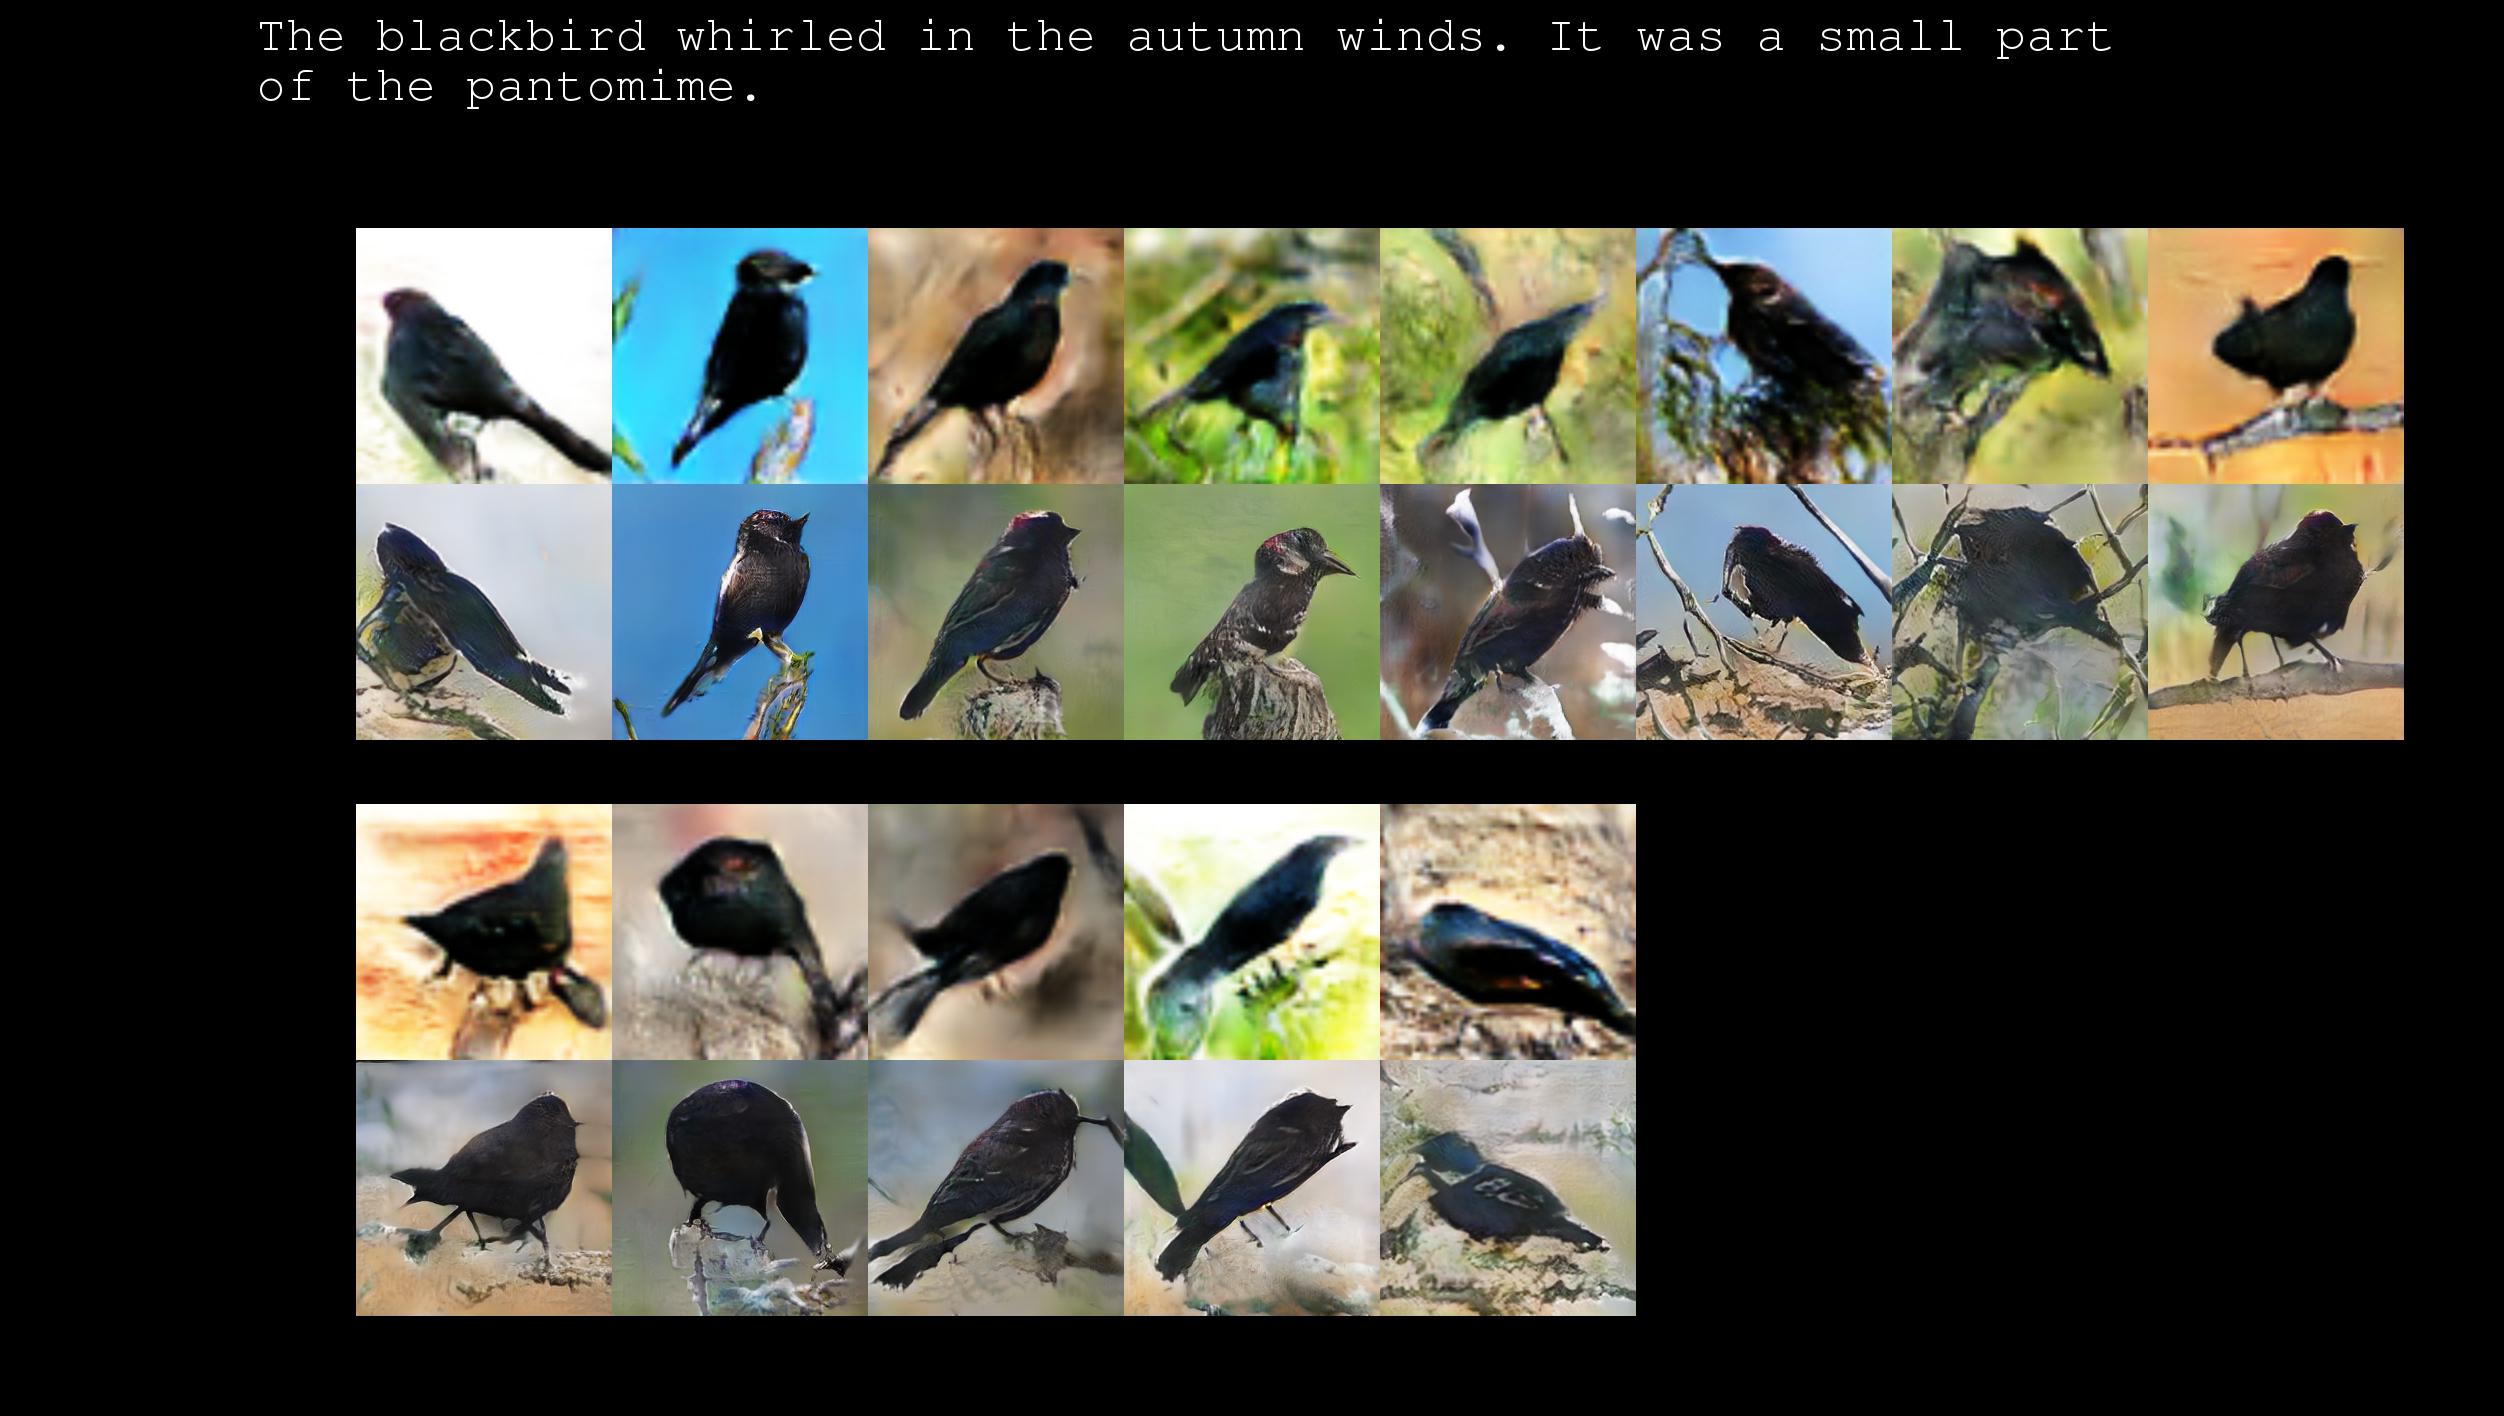 The blackbird whirled in the autumn winds. It was a small part
of the pantomime.